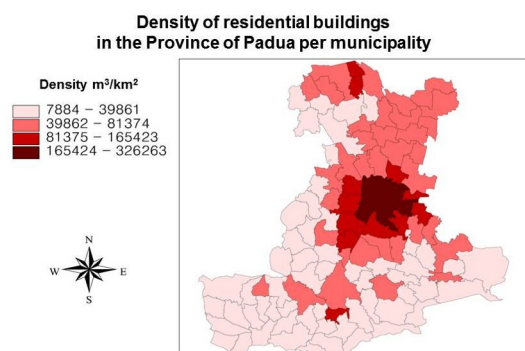 Density of residential buildings
in the Province of Padua per municipality
Density m³/km²
7884 – 39861
39862 – 81374
81375 – 165423
165424 – 326263
N
W E
S